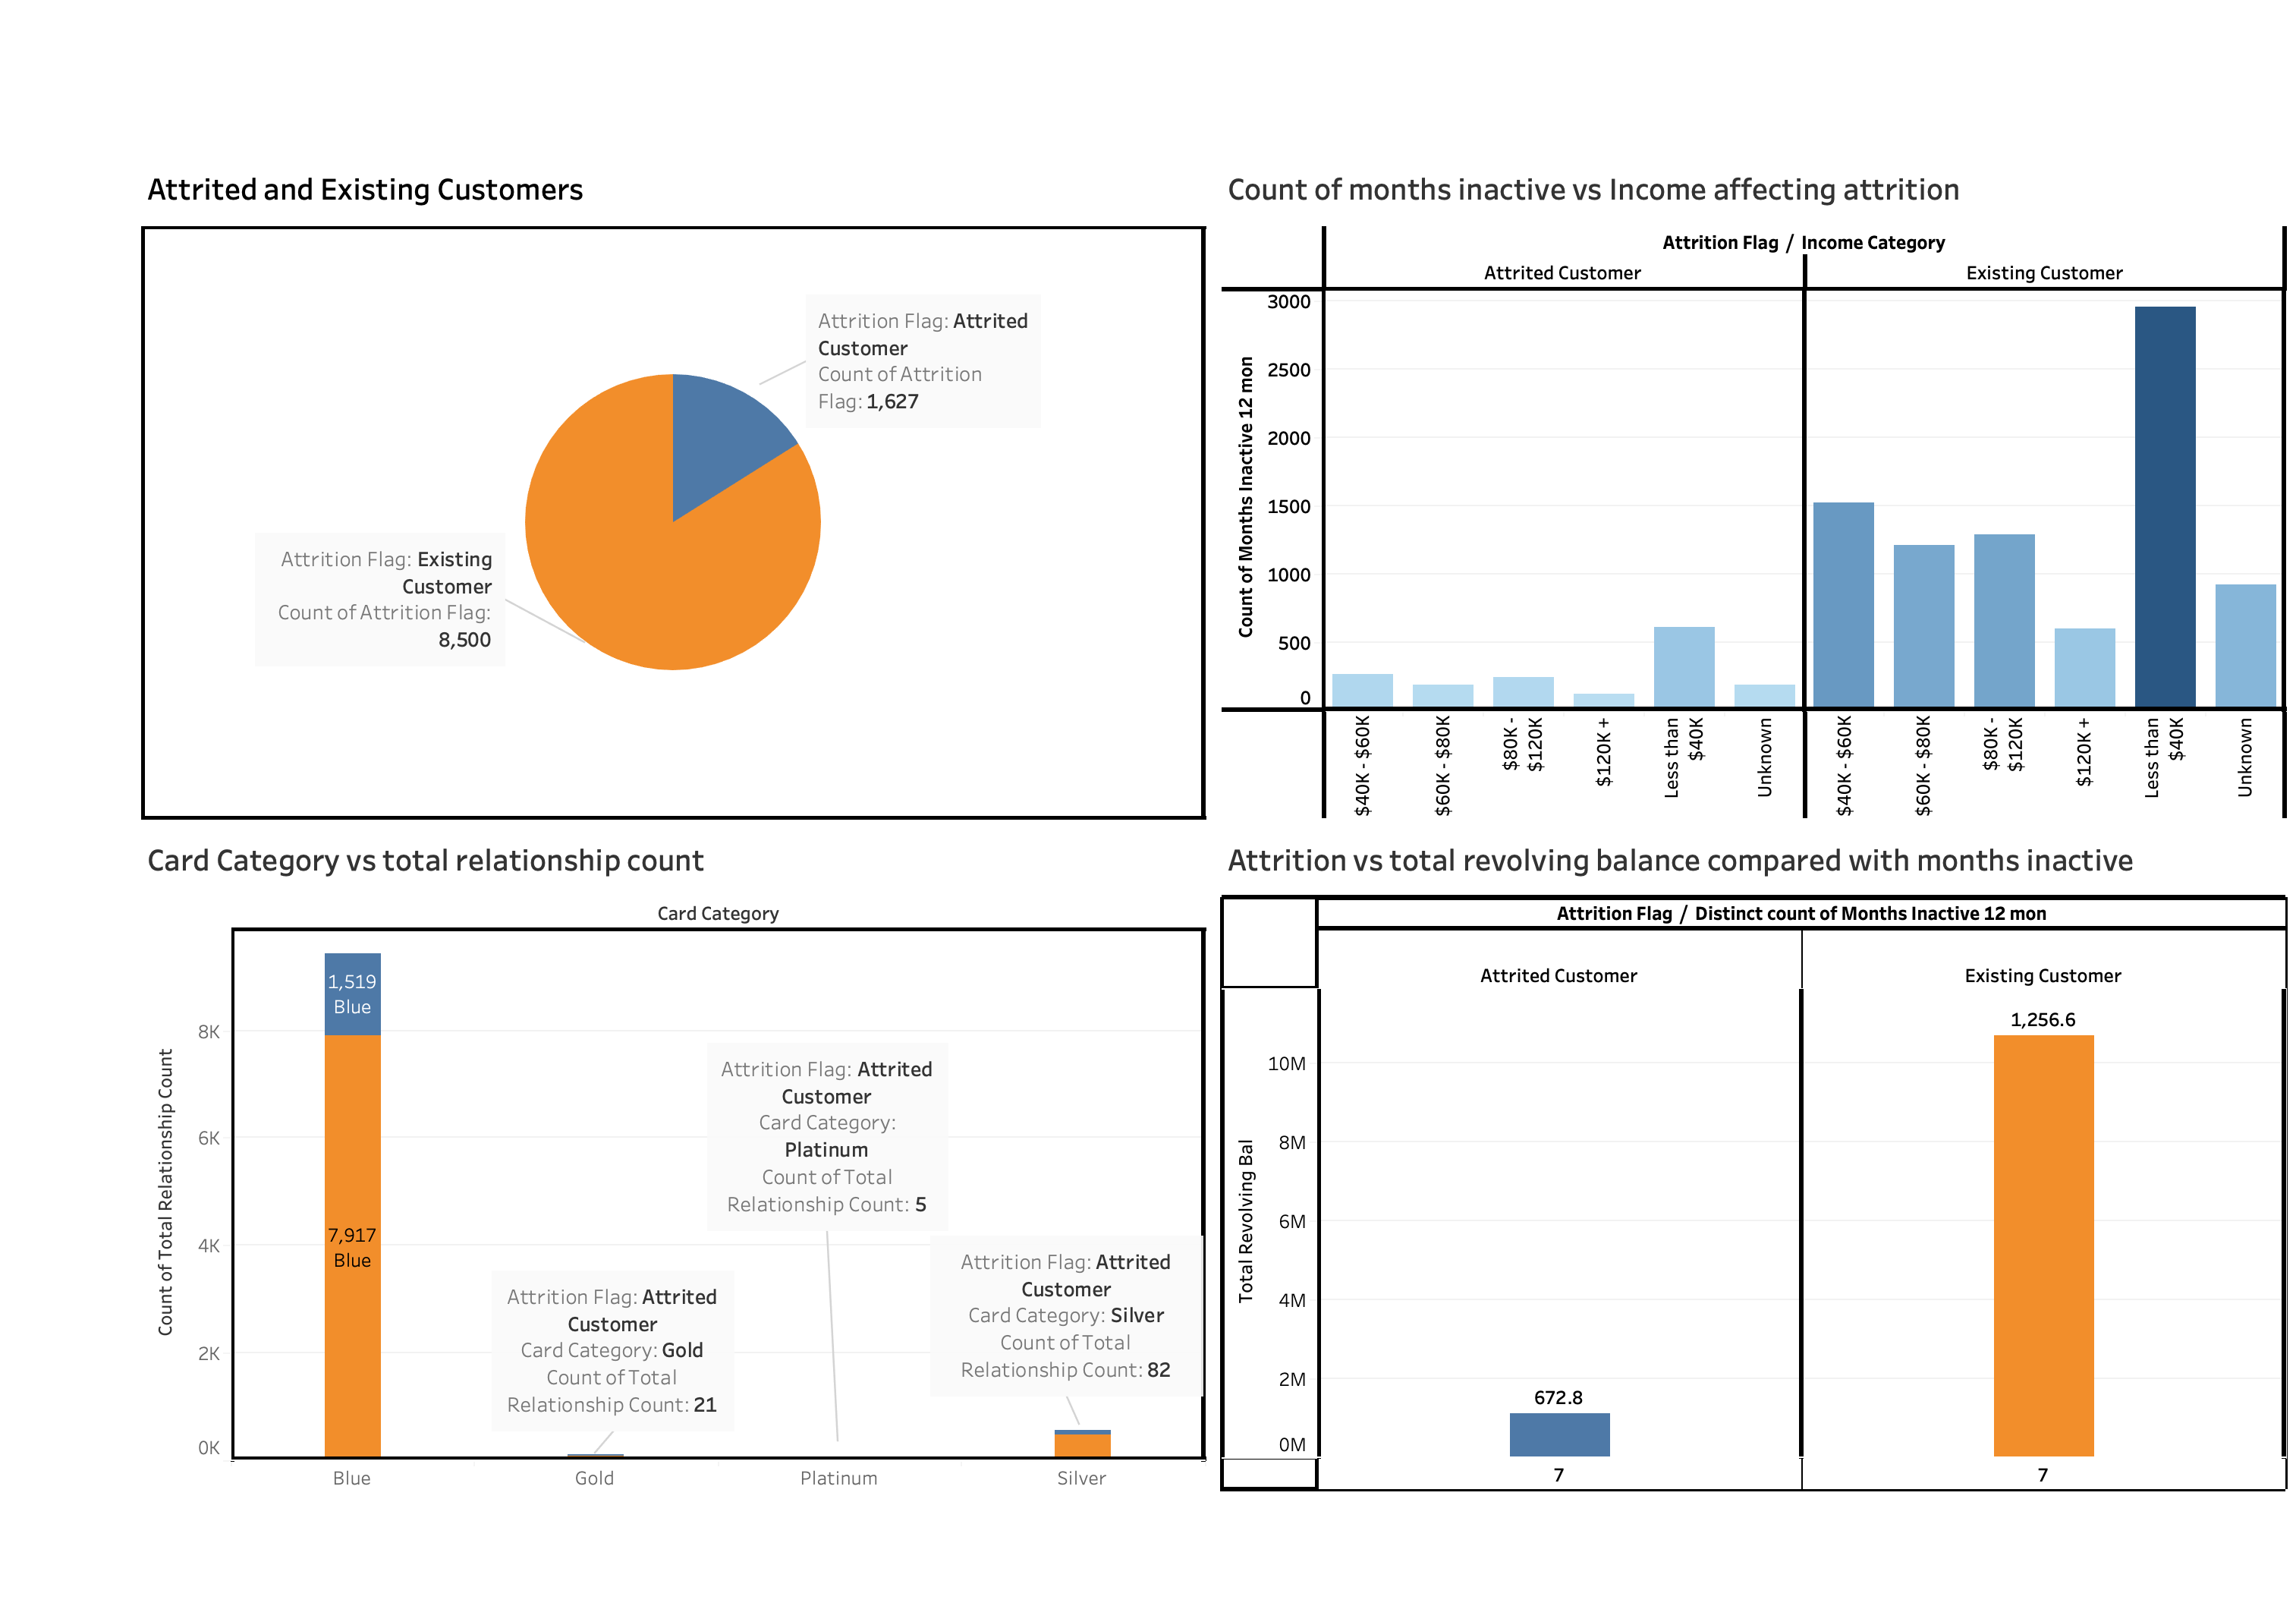 Attrited and Existing Customers
Attrition Flag: Attrited
Customer
Count of Attrition
Flag: 1,627
Attrition Flag: Existing
Customer
Count of Attrition Flag:
8,500
Count of months inactive vs Income affecting attrition
Attrition Flag / Income Category
Attrited Customer
Existing Customer
Count of Months Inactive 12 mon
3000
2500
2000
1500
1000
500
0
$40K - $60K
$60K - $80K
$80K -
$120K
$120K +
Less than
$40K
Unknown
$40K - $60K
$60K - $80K
$80K -
$120K
$120K +
Less than
$40K
Unknown
Card Category vs total relationship count
Card Category
Count of Total Relationship Count
8K
6K
4K
2K
0K
1,519
Blue
7,917
Blue
Attrition Flag: Attrited
Customer
Card Category: Gold
Count of Total
Relationship Count: 21
Attrition Flag: Attrited
Customer
Card Category:
Platinum
Count of Total
Relationship Count: 5
Attrition Flag: Attrited
Customer
Card Category: Silver
Count of Total
Relationship Count: 82
Blue
Gold
Platinum
Silver
Attrition vs total revolving balance compared with months inactive
Attrition Flag / Distinct count of Months Inactive 12 mon
Attrited Customer
Existing Customer
Total Revolving Bal
10M
8M
6M
4M
2M
0M
672.8
1,256.6
7
7